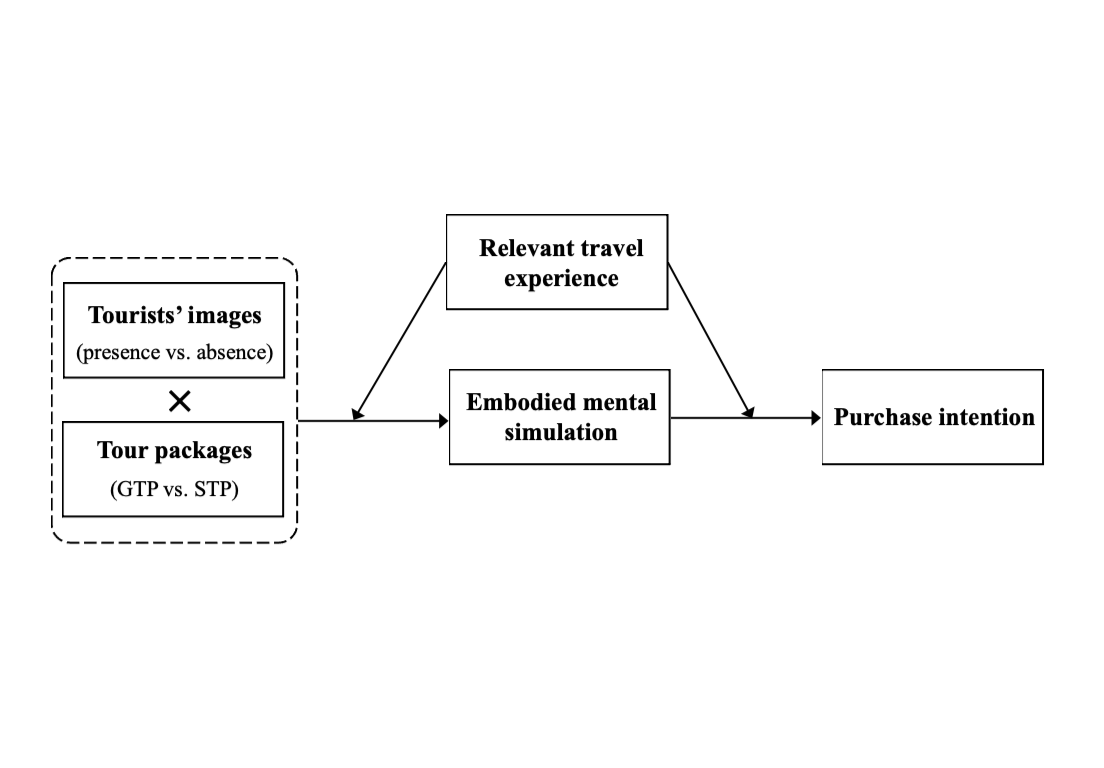 Relevant travel
experience
Tourists’ images
(presence vs. absence)
×
Tour packages
(GTP vs. STP)
Embodied mental
simulation
Purchase intention